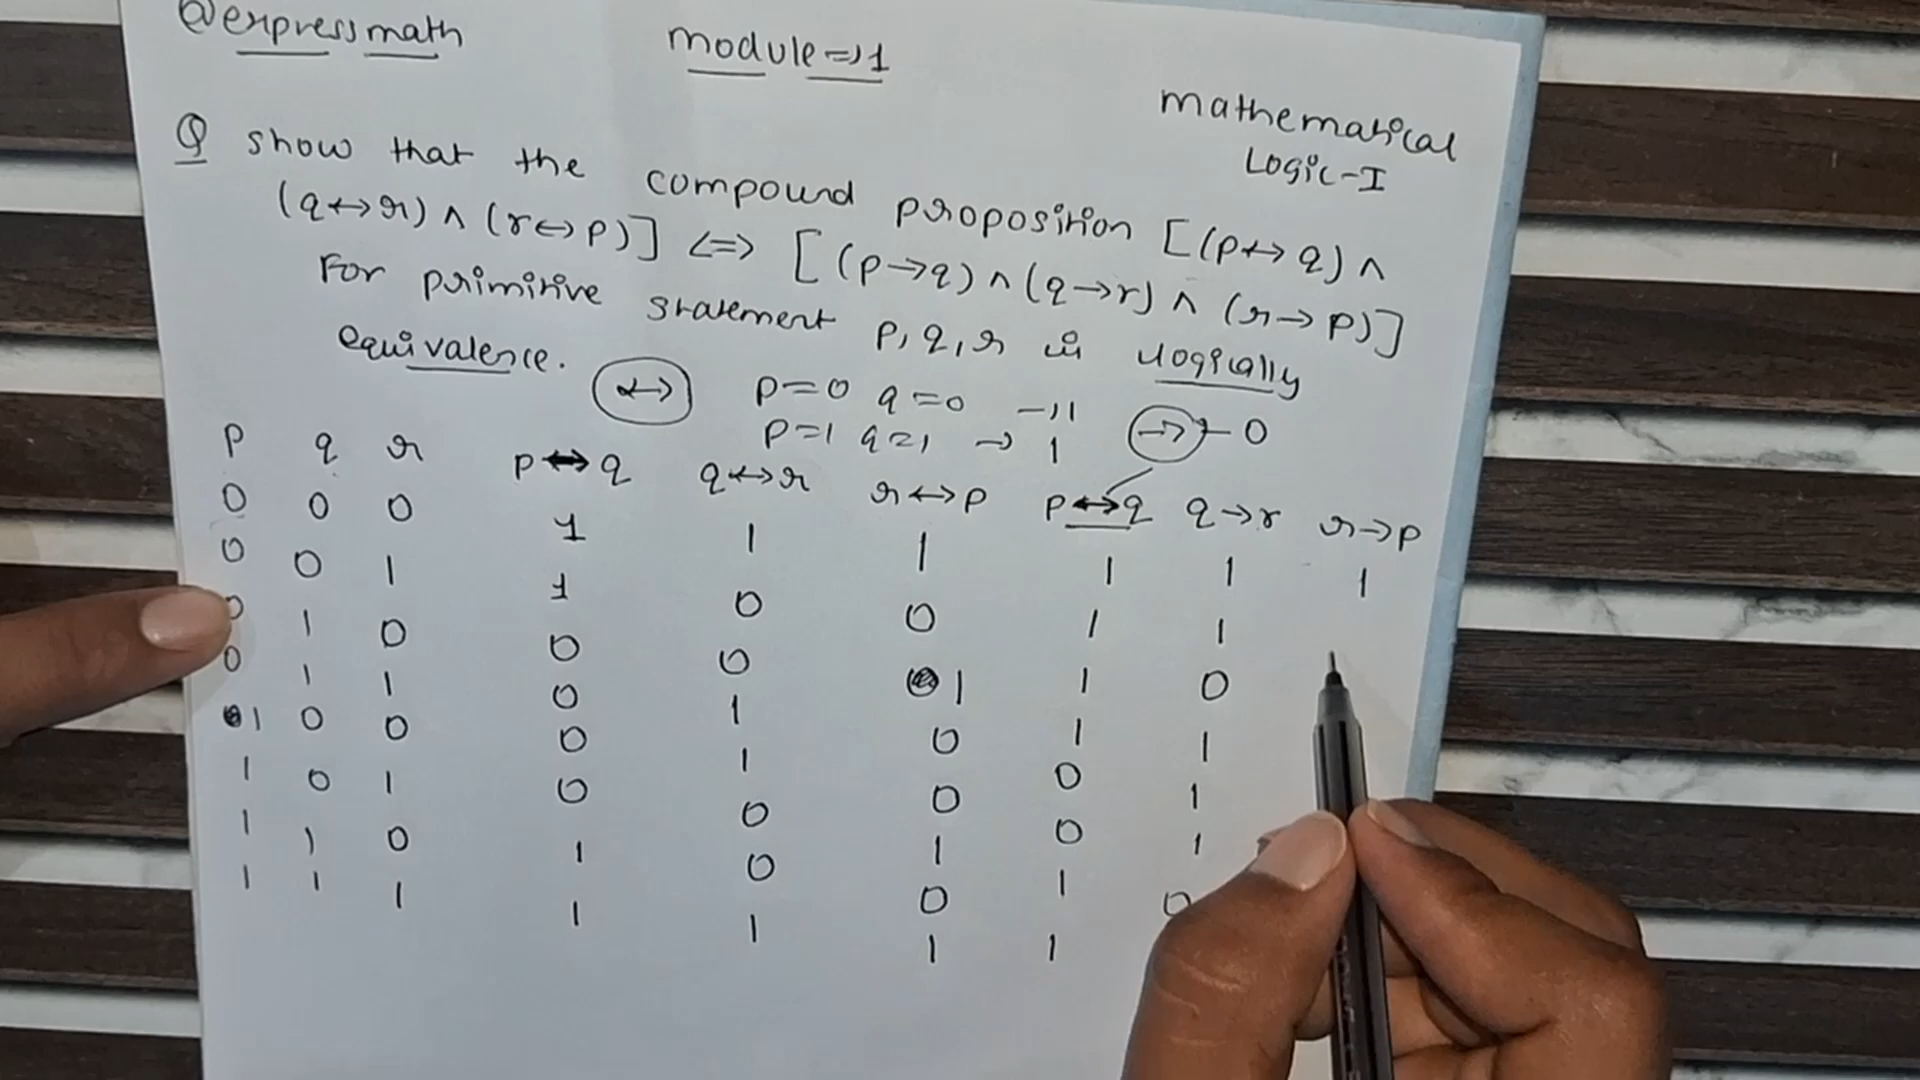 @expressmath module⇒1
mathematical
Logic-I
Q show that the compound proposition [(p↔q) ∧
(q↔r) ∧ (r↔p)] <=> [(p→q) ∧ (q→r) ∧ (r→p)]
For primitive statement p, q, r is logically
equivalence.
↔ p=0 q=0 →1
p=1 q=1 → 1 → - 0
p q r p↔q q↔r r↔p p↔q q→r r→p
0 0 0 1 1 1 1 1 1
0 0 1 1 0 0 1 1
0 1 0 0 0 1 1 0
0 1 1 0 1 0 1 1
1 0 0 0 1 0 0 1
1 0 1 0 0 1 0 1
1 1 0 1 0 0 1 0
1 1 1 1 1 1 1